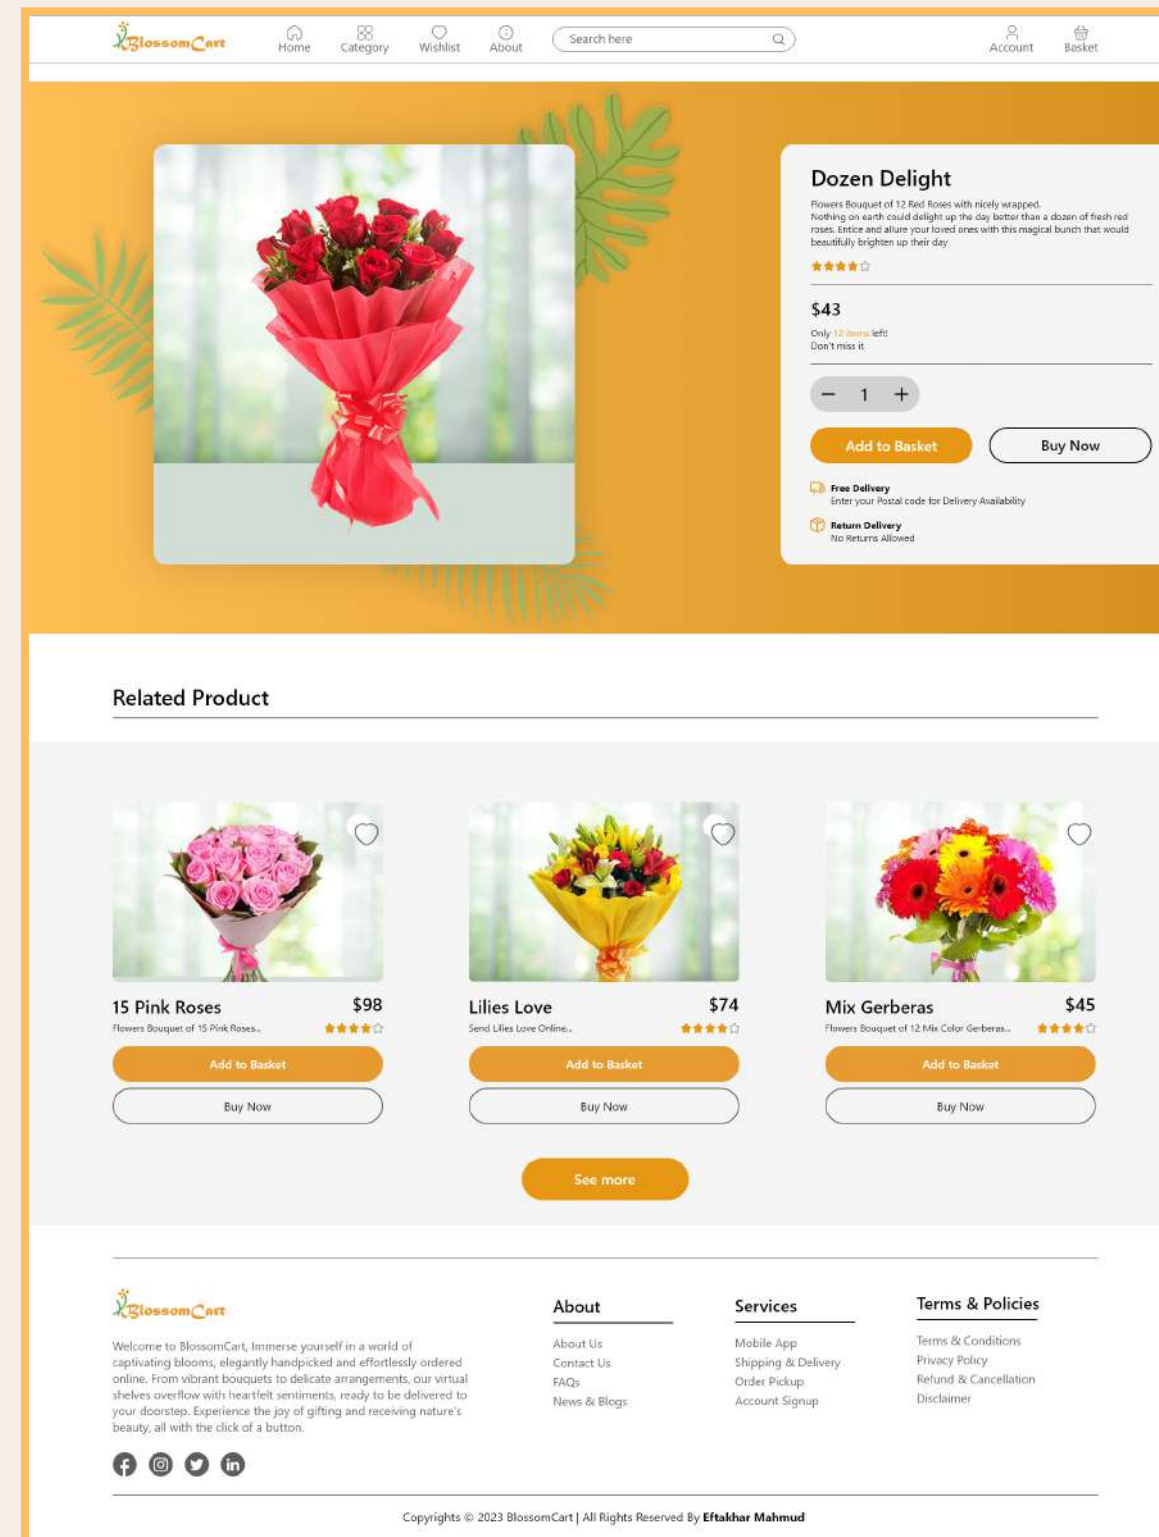 BlossomCart
Home
Category
Wishlist
About
Search here
Account
Basket
Dozen Delight
Flowers Bouquet of 12 Red Roses with nicely wrapped.
Nothing on earth could delight up the day better than a dozen of fresh red
roses. Entice and allure your loved ones with this magical bunch that would
beautifully brighten up their day
$43
Only 12 items left!
Don't miss it
1
Add to Basket
Buy Now
Free Delivery
Enter your Postal code for Delivery Availability
Return Delivery
No Returns Allowed
Related Product
15 Pink Roses
$98
Flowers Bouquet of 15 Pink Roses...
Add to Basket
Buy Now
Lilies Love
$74
Send Lilies Love Online...
Add to Basket
Buy Now
Mix Gerberas
$45
Flowers Bouquet of 12 Mix Color Gerberas...
Add to Basket
Buy Now
See more
BlossomCart
Welcome to BlossomCart, Immerse yourself in a world of
captivating blooms, elegantly handpicked and effortlessly ordered
online. From vibrant bouquets to delicate arrangements, our virtual
shelves overflow with heartfelt sentiments, ready to be delivered to
your doorstep. Experience the joy of gifting and receiving nature's
beauty, all with the click of a button.
About
About Us
Contact Us
FAQs
News & Blogs
Services
Mobile App
Shipping & Delivery
Order Pickup
Account Signup
Terms & Policies
Terms & Conditions
Privacy Policy
Refund & Cancellation
Disclaimer
Copyrights © 2023 BlossomCart | All Rights Reserved By Eftakhar Mahmud